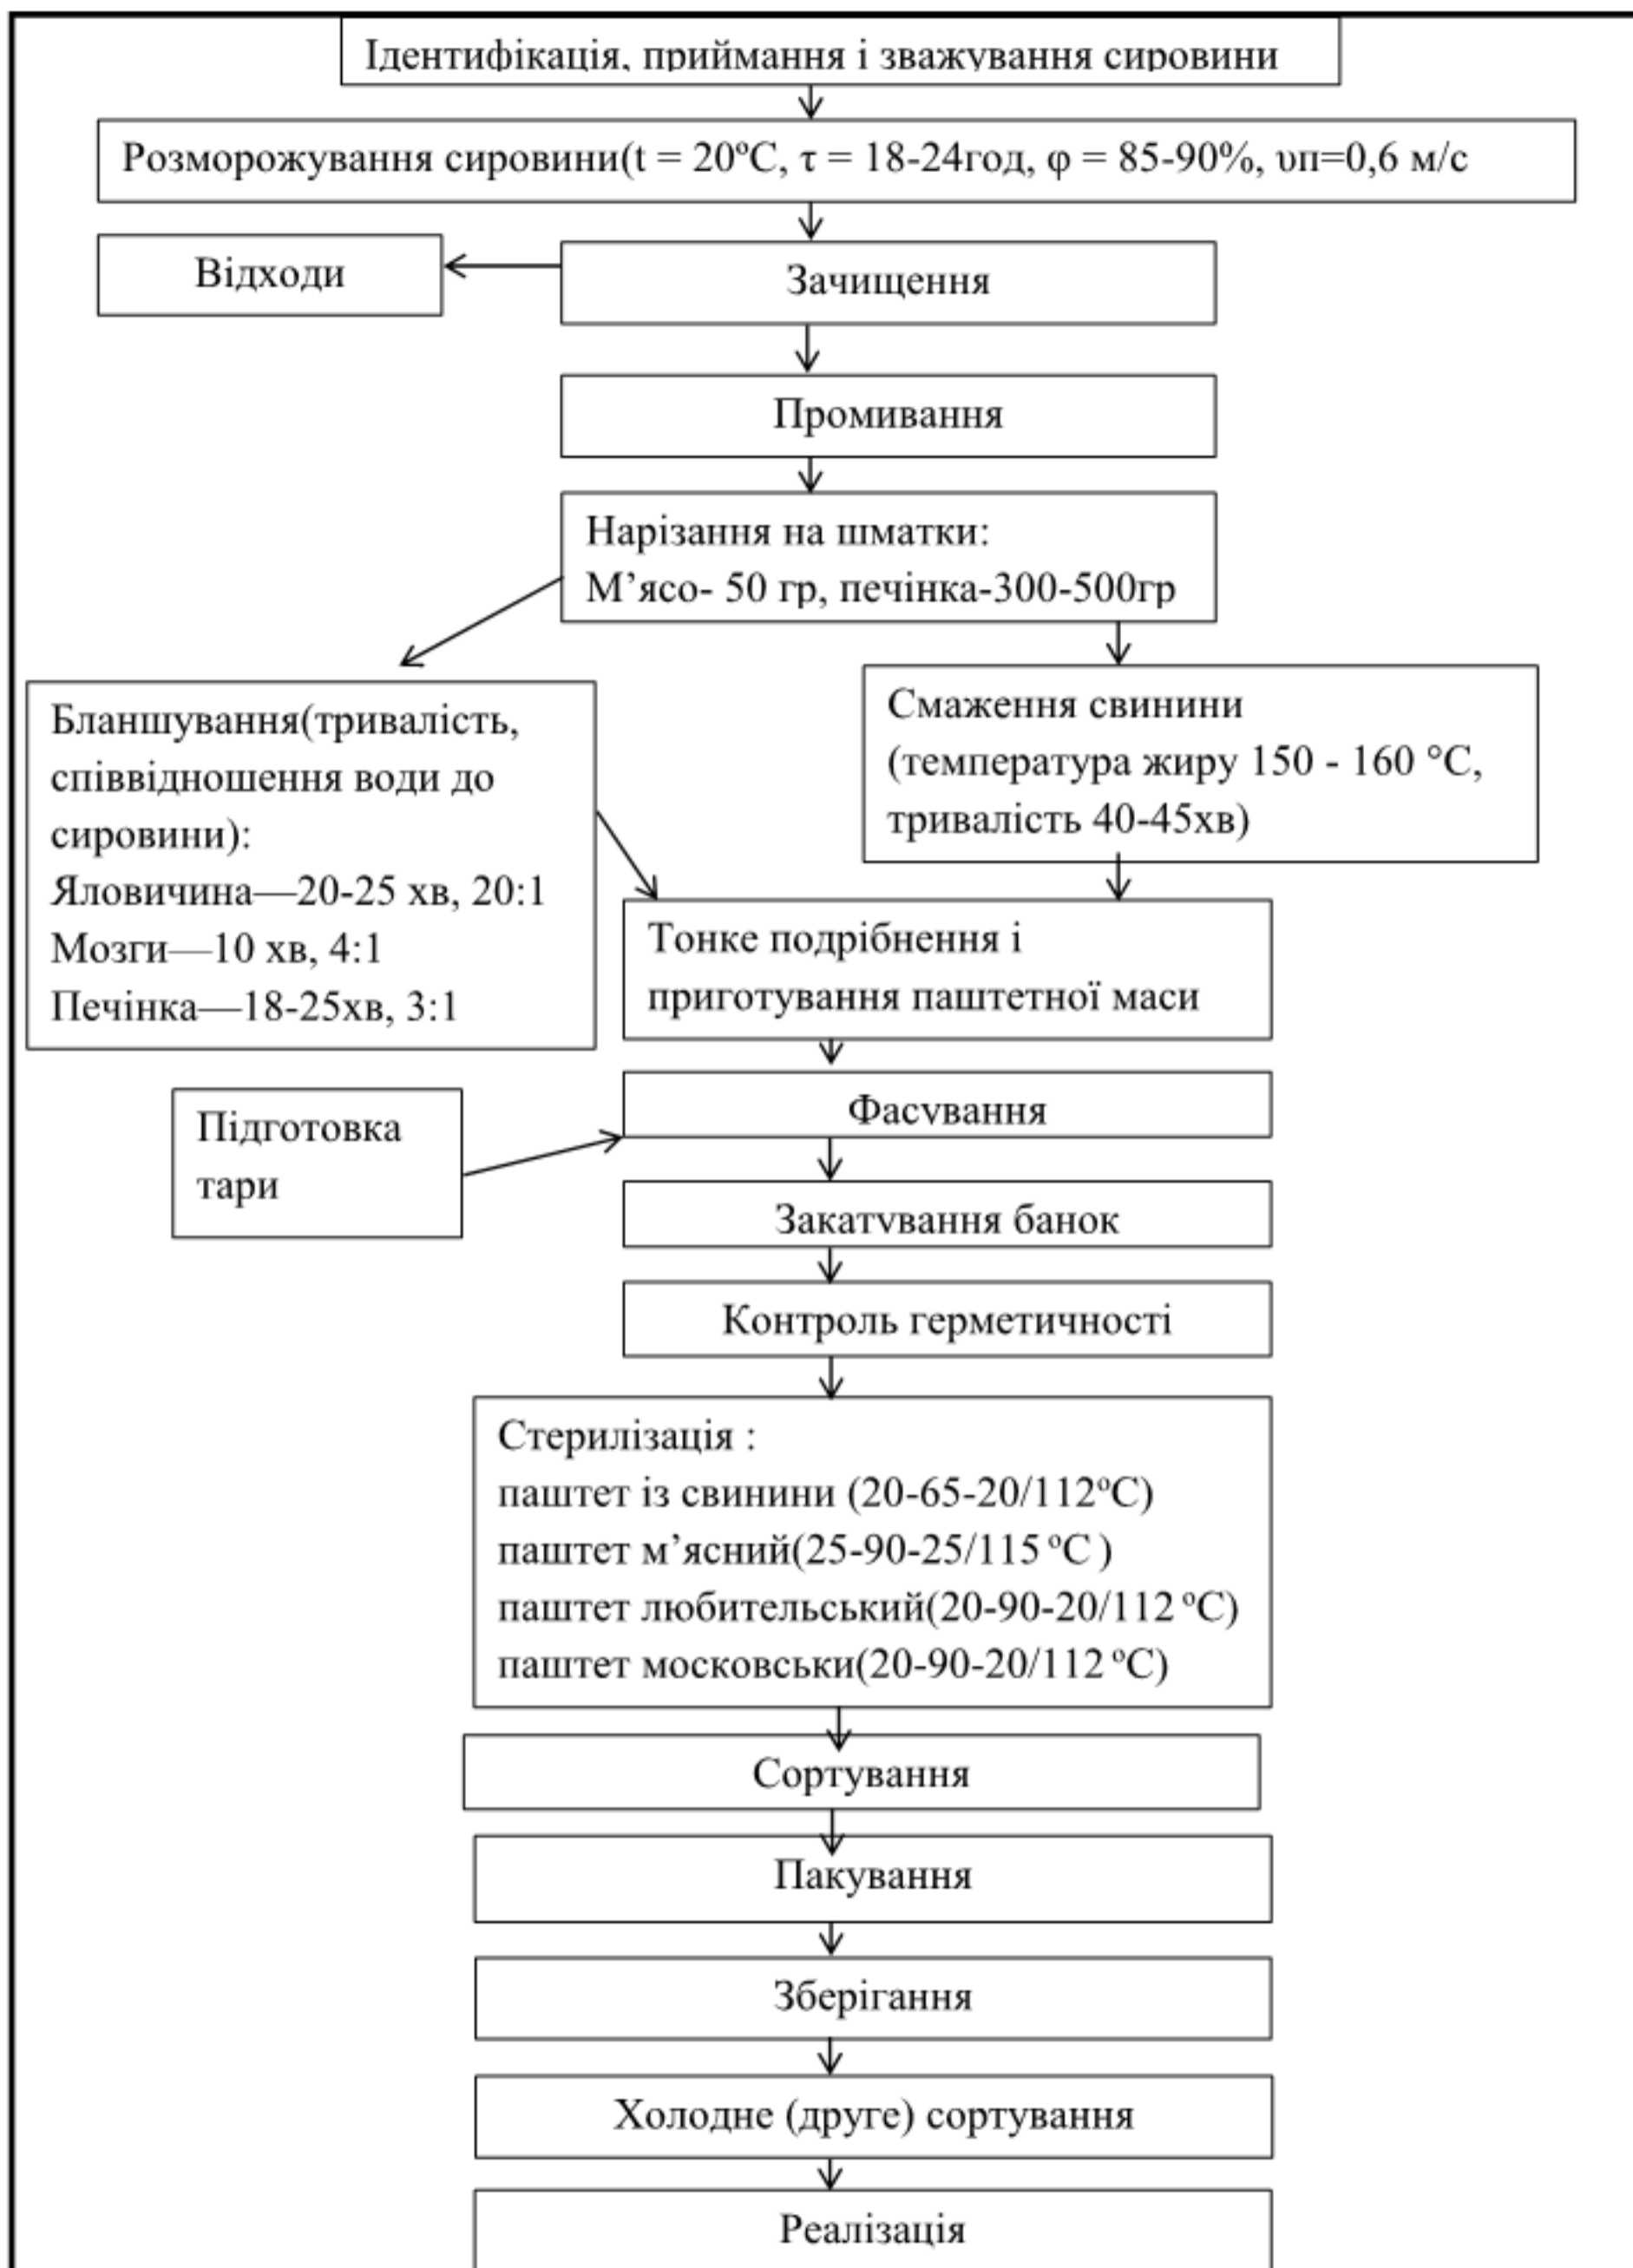 Ідентифікація, приймання і зважування сировини
Розморожування сировини(t = 20ºC, τ = 18-24год, φ = 85-90%, υп=0,6 м/с
Відходи
Зачищення
Промивання
Нарізання на шматки:
М’ясо- 50 гр, печінка-300-500гр
Бланшування(тривалість,
співвідношення води до
сировини):
Яловичина—20-25 хв, 20:1
Мозги—10 хв, 4:1
Печінка—18-25хв, 3:1
Смаження свинини
(температура жиру 150 - 160 °C,
тривалість 40-45хв)
Тонке подрібнення і
приготування паштетної маси
Підготовка
тари
Фасування
Закатування банок
Контроль герметичності
Стерилізація :
паштет із свинини (20-65-20/112ºC)
паштет м’ясний(25-90-25/115 ºC )
паштет любительський(20-90-20/112 ºC)
паштет московськи(20-90-20/112 ºC)
Сортування
Пакування
Зберігання
Холодне (друге) сортування
Реалізація